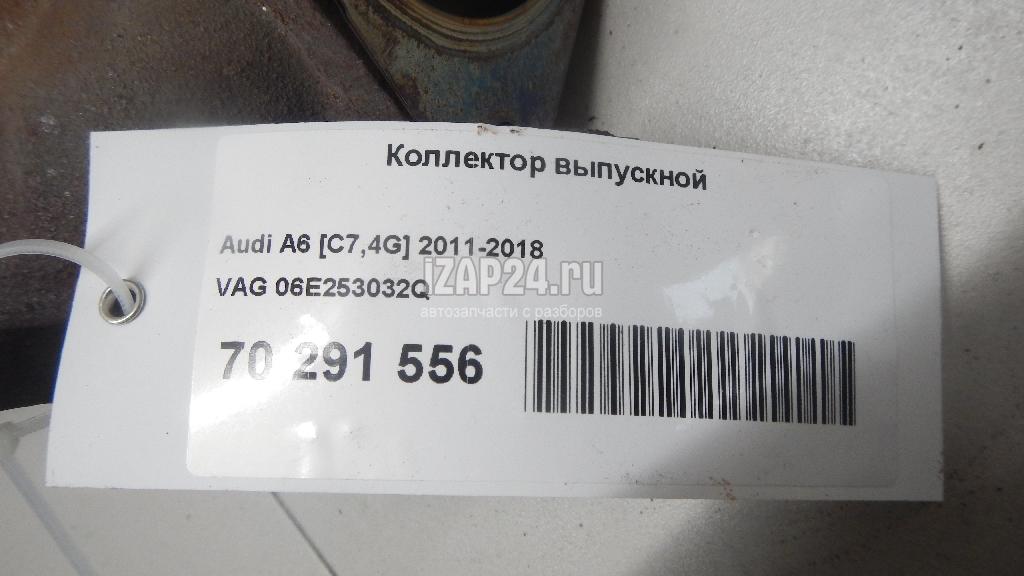 Коллектор выпускной
Audi A6 [C7,4G] 2011-2018
iZAP24.ru
VAG 06E253032Q
автозапчасти с разборов
70 291 556